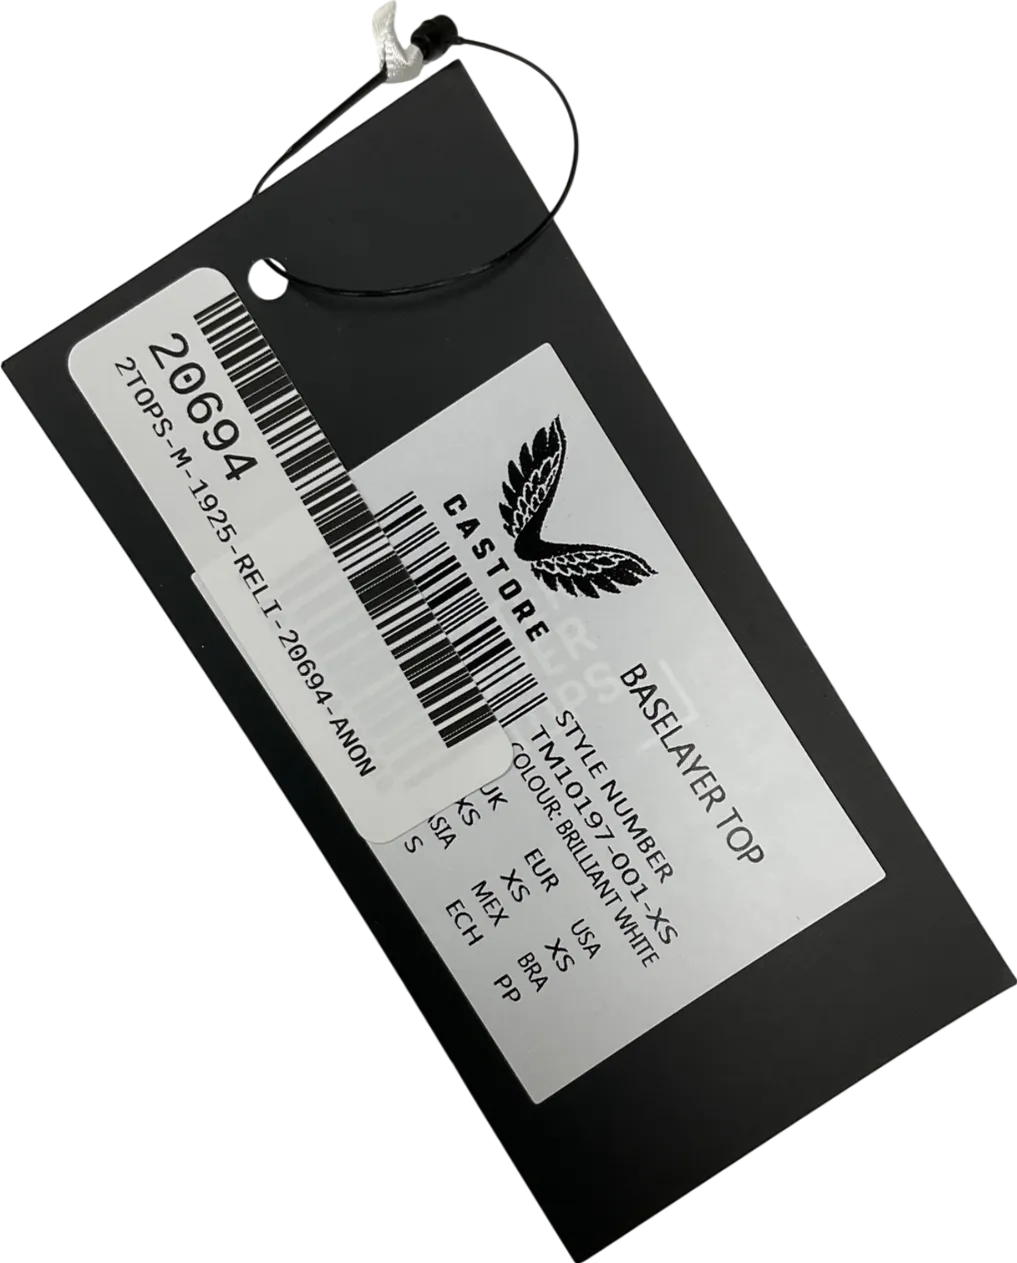 20694
2TOPS-M-1925-RELI-20694-ANON
CASTORE
BASELAYER TOP
STYLE NUMBER
TM10197-001-XS
COLOUR: BRILLIANT WHITE
UK EUR USA
XS XS XS
ASIA MEX BRA
S ECH PP